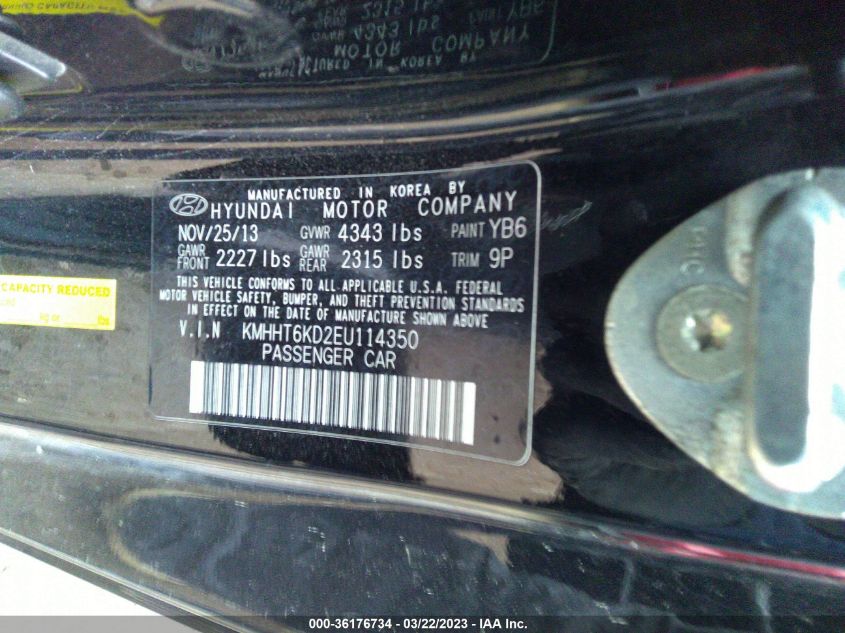 MANUFACTURED IN KOREA BY
HYUNDAI MOTOR COMPANY
NOV/25/13 GVWR 4343 lbs PAINT YB6
GAWR FRONT 2227 lbs GAWR REAR 2315 lbs TRIM 9P
THIS VEHICLE CONFORMS TO ALL APPLICABLE U.S.A. FEDERAL
MOTOR VEHICLE SAFETY, BUMPER, AND THEFT PREVENTION STANDARDS
IN EFFECT ON THE DATE OF MANUFACTURE SHOWN ABOVE
V.I.N KMHHT6KD2EU114350
PASSENGER CAR
CAPACITY REDUCED
kg or lbs
000-36176734 - 03/22/2023 - IAA Inc.